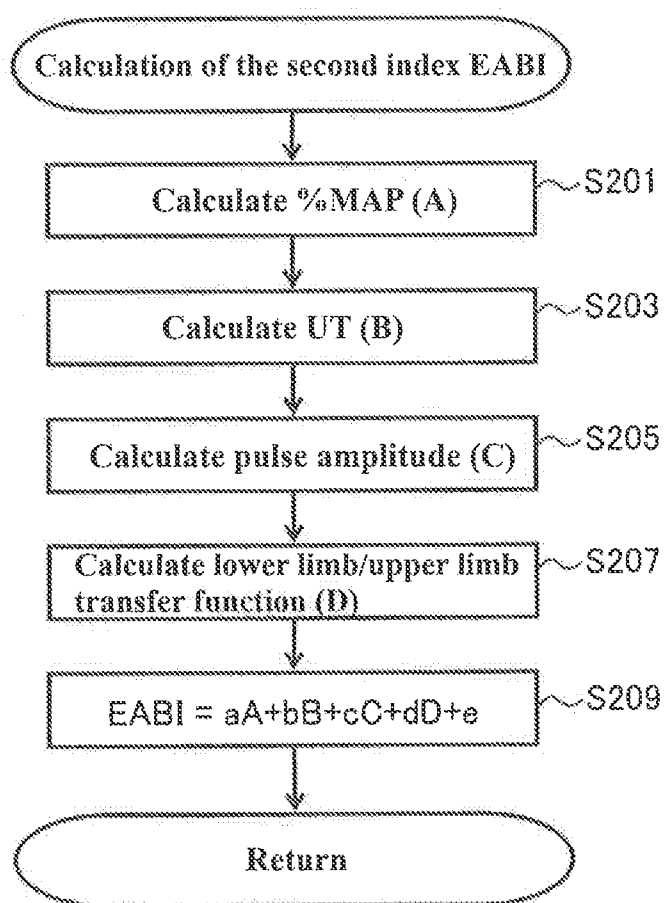 Calculation of the second index EABI
Calculate %MAP (A)
S201
Calculate UT (B)
S203
Calculate pulse amplitude (C)
S205
Calculate lower limb/upper limb
transfer function (D)
S207
EABI = aA+bB+cC+dD+e
S209
Return